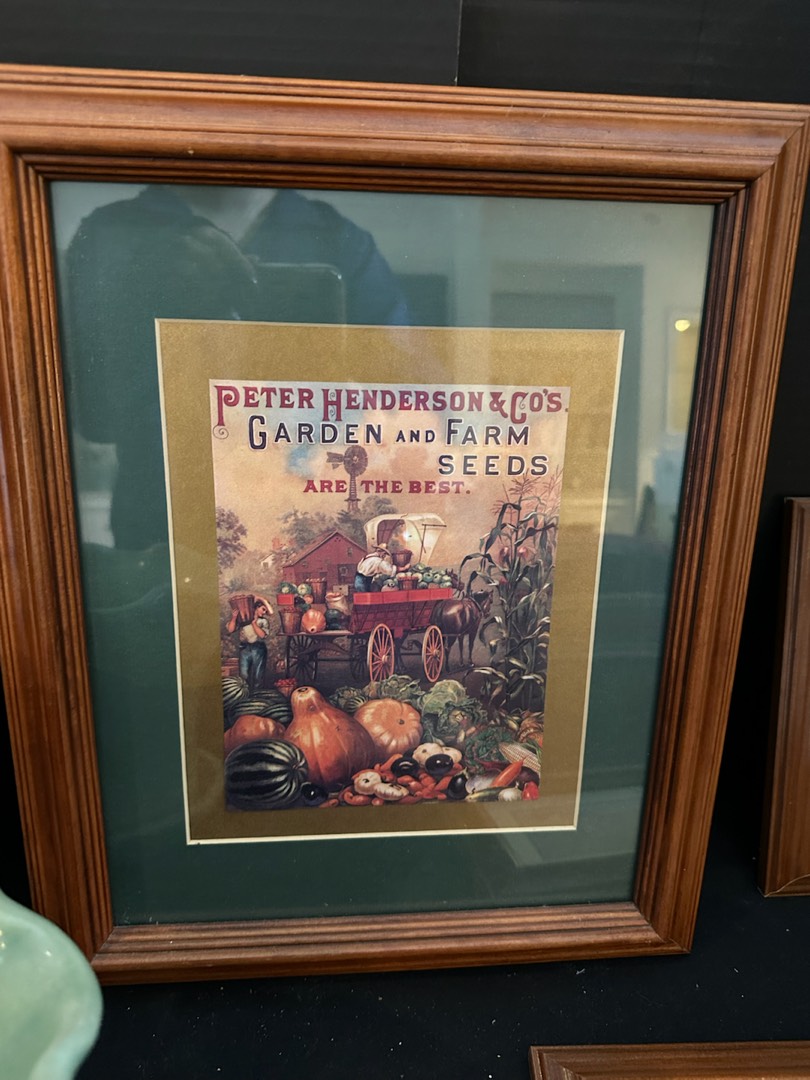 PETER HENDERSON & CO'S.
GARDEN AND FARM
SEEDS
ARE THE BEST.